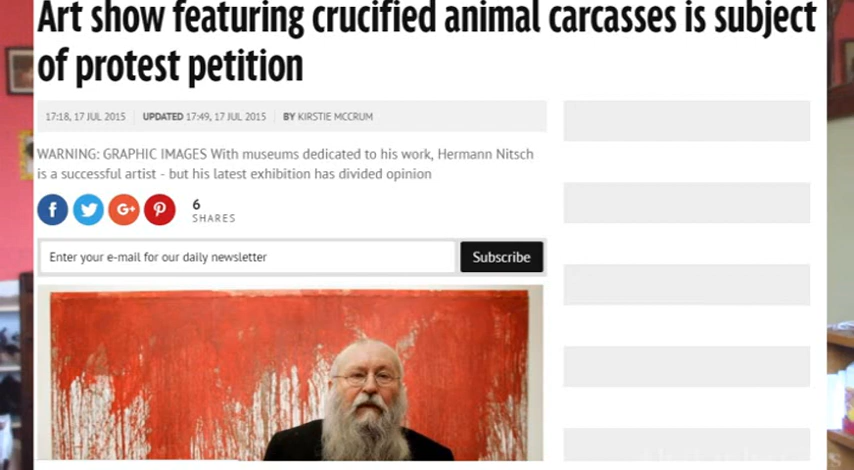 Art show featuring crucified animal carcasses is subject
of protest petition
17:18, 17 JUL 2015 UPDATED 17:49, 17 JUL 2015 BY KIRSTIE MCCRUM
WARNING: GRAPHIC IMAGES With museums dedicated to his work, Hermann Nitsch
is a successful artist - but his latest exhibition has divided opinion
6
SHARES
Enter your e-mail for our daily newsletter
Subscribe